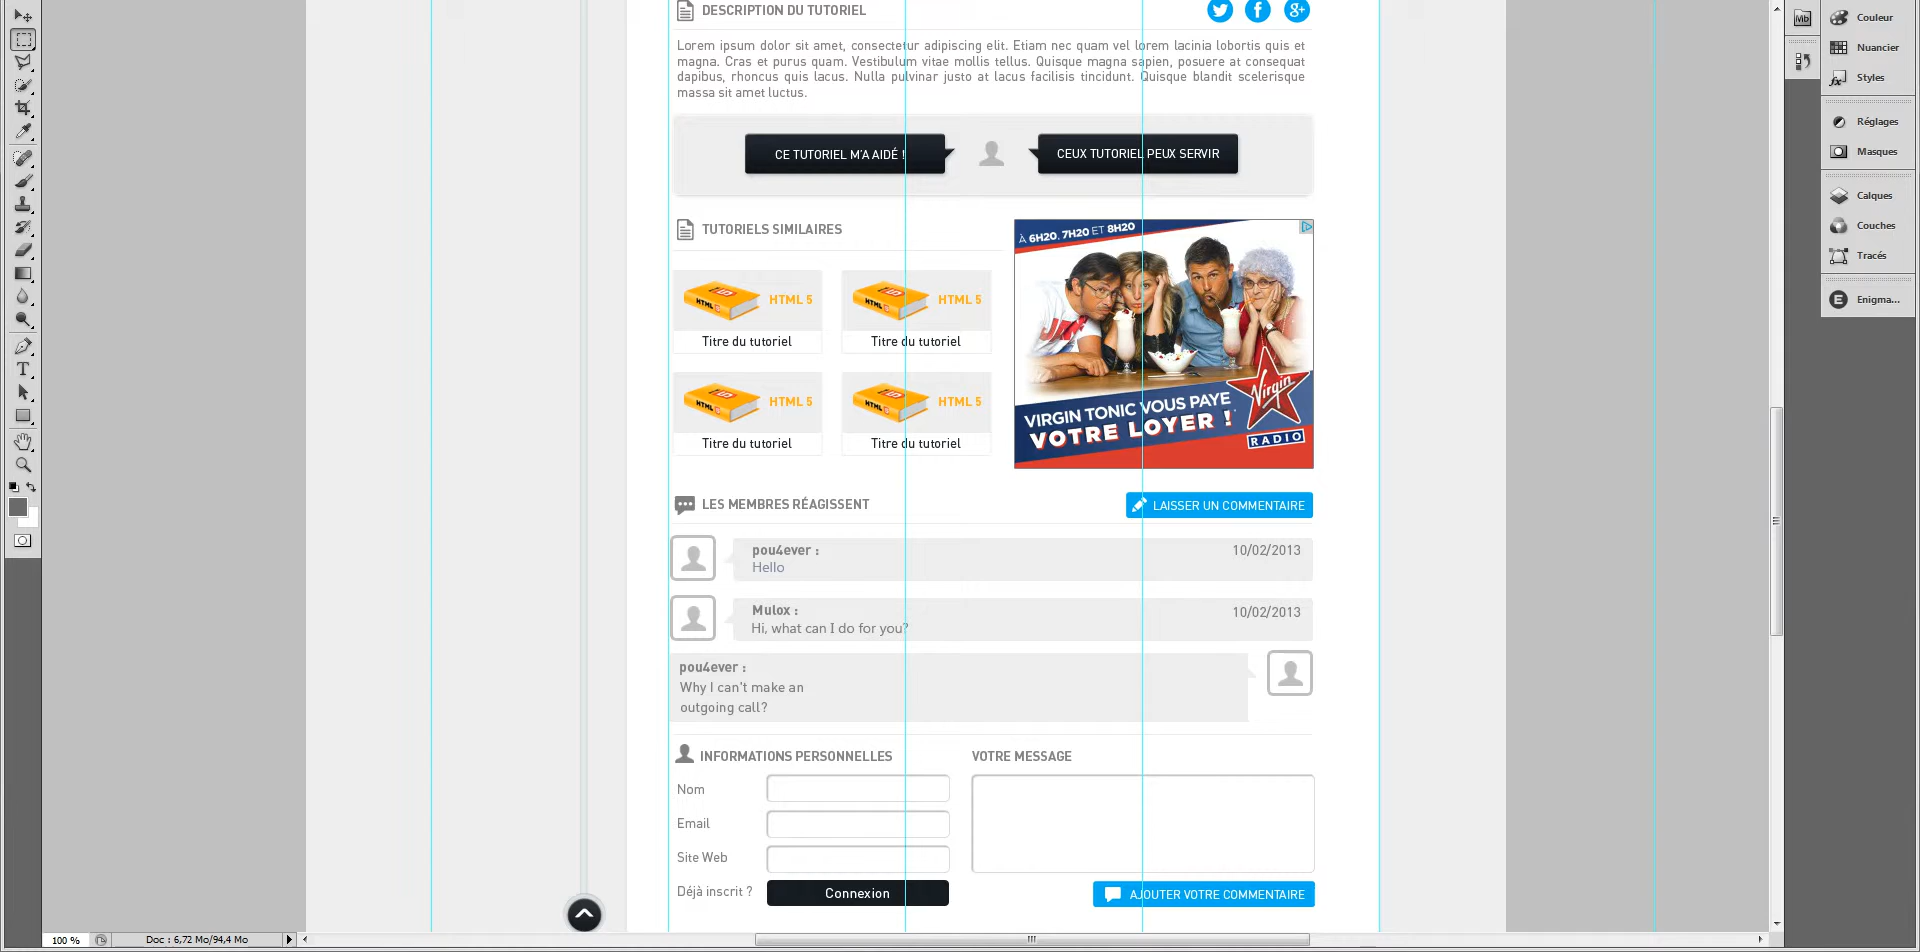 DESCRIPTION DU TUTORIEL
Lorem ipsum dolor sit amet, consectetur adipiscing elit. Etiam nec quam vel lorem lacinia lobortis quis et
magna. Cras et purus quam. Vestibulum vitae mollis tellus. Quisque magna sapien, posuere at consequat
dapibus, rhoncus quis lacus. Nulla pulvinar justo at lacus facilisis tincidunt. Quisque blandit scelerisque
massa sit amet luctus.
CE TUTORIEL M'A AIDÉ !
CEUX TUTORIEL PEUX SERVIR
TUTORIELS SIMILAIRES
HTML 5
Titre du tutoriel
HTML 5
Titre du tutoriel
HTML 5
Titre du tutoriel
HTML 5
Titre du tutoriel
À 6H20, 7H20 ET 8H20
VIRGIN TONIC VOUS PAYE
VOTRE LOYER !
Virgin
RADIO
LES MEMBRES RÉAGISSENT
LAISSER UN COMMENTAIRE
pou4ever :
10/02/2013
Hello
Mulox :
10/02/2013
Hi, what can I do for you?
pou4ever :
Why I can't make an
outgoing call?
INFORMATIONS PERSONNELLES
VOTRE MESSAGE
Nom
Email
Site Web
Déjà inscrit ?
Connexion
AJOUTER VOTRE COMMENTAIRE
Mb
Couleur
Nuancier
Styles
Réglages
Masques
Calques
Couches
Tracés
Enigma...
100 %
Doc : 6,72 Mo/94,4 Mo